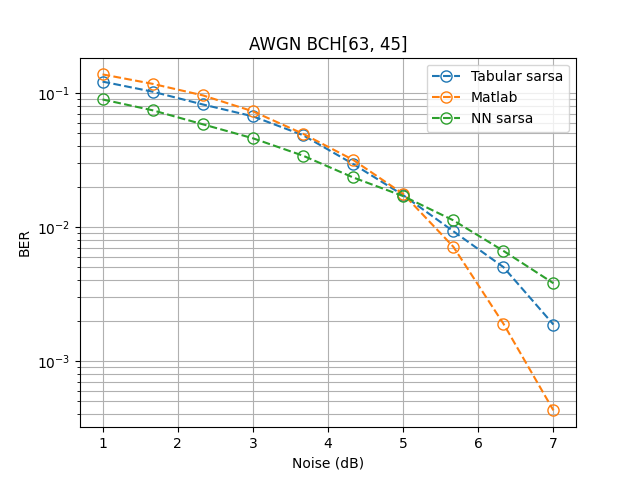 AWGN BCH[63, 45]
Tabular sarsa
Matlab
NN sarsa
BER
10⁻¹
10⁻²
10⁻³
1 2 3 4 5 6 7
Noise (dB)